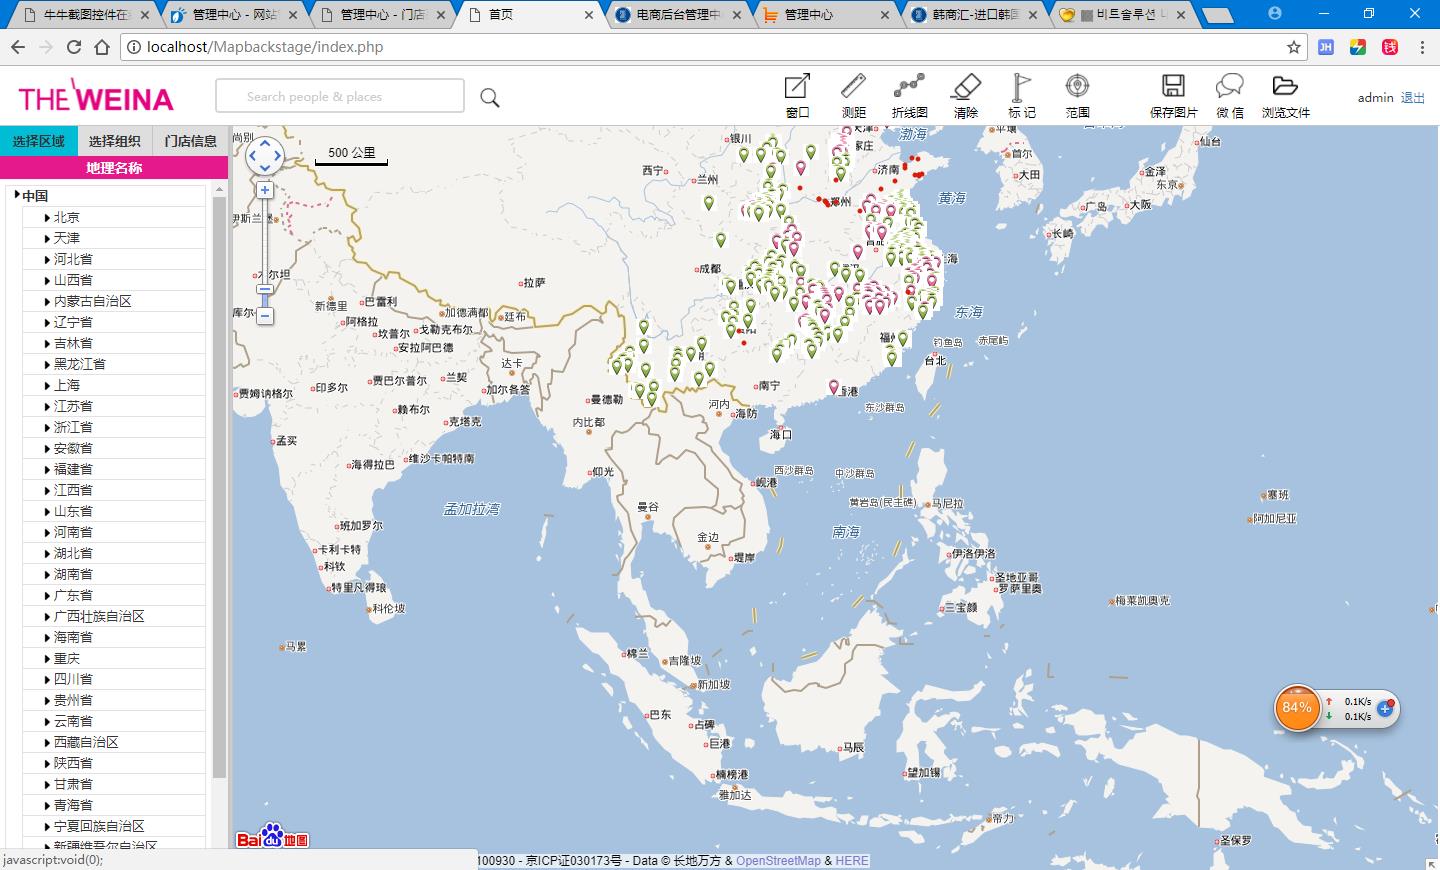 牛牛截图控件在
管理中心 - 网站
管理中心 - 门店
首页
电商后台管理中
管理中心
韩商汇-进口韩国
비트솔루션
localhost/Mapbackstage/index.php
THE WEINA
Search people & places
窗口
测距
折线图
清除
标 记
范围
保存图片
微 信
浏览文件
admin 退出
选择区域
选择组织
门店信息
地理名称
中国
北京
天津
河北省
山西省
内蒙古自治区
辽宁省
吉林省
黑龙江省
上海
江苏省
浙江省
安徽省
福建省
江西省
山东省
河南省
湖北省
湖南省
广东省
广西壮族自治区
海南省
重庆
四川省
贵州省
云南省
西藏自治区
陕西省
甘肃省
青海省
宁夏回族自治区
新疆维吾尔自治区
javascript:void(0);
500 公里
银川
渤海
平壤
仙台
西宁
兰州
济南
首尔
大田
金泽
东京
黄海
广岛
大阪
郑州
长崎
成都
拉萨
新德里
巴雷利
加德满都
廷布
东海
阿格拉
坎普尔
戈勒克布尔
安拉阿巴德
钓鱼岛
赤尾屿
台北
达卡
贾姆讷格尔
印多尔
贾巴尔普尔
兰契
加尔各答
南宁
曼德勒
赖布尔
克塔克
河内
海防
东沙群岛
内比都
海口
孟买
海得拉巴
维沙卡帕特南
仰光
西沙群岛
中沙群岛
岘港
孟加拉湾
曼谷
黄岩岛(民主礁)
马尼拉
塞班
阿加尼亚
班加罗尔
金边
南海
卡利卡特
堤岸
伊洛伊洛
科钦
特里凡得琅
圣地亚哥
罗萨里奥
科伦坡
三宝颜
梅莱凯奥克
马累
棉兰
吉隆坡
新加坡
巴东
占碑
巨港
马辰
楠榜港
望加锡
雅加达
帝力
圣保罗
84%
0.1K/s
0.1K/s
Bai du 地图
100930 - 京ICP证030173号 - Data © 长地万方 & OpenStreetMap & HERE